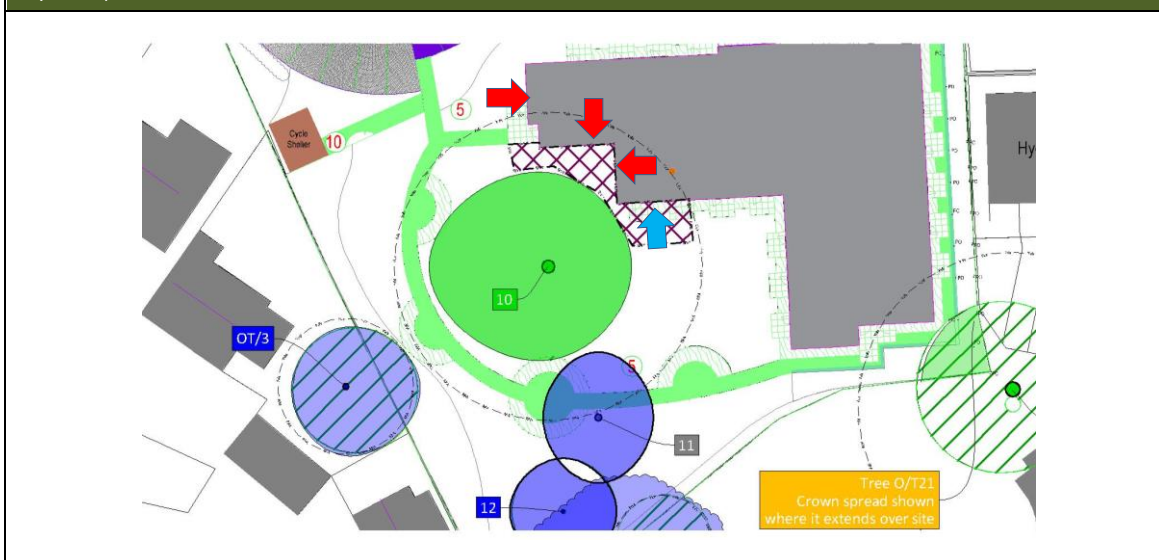 5
10
Cycle
Shelter
Hy
10
OT/3
5
11
12
Tree O/T21
Crown spread shown
where it extends over site